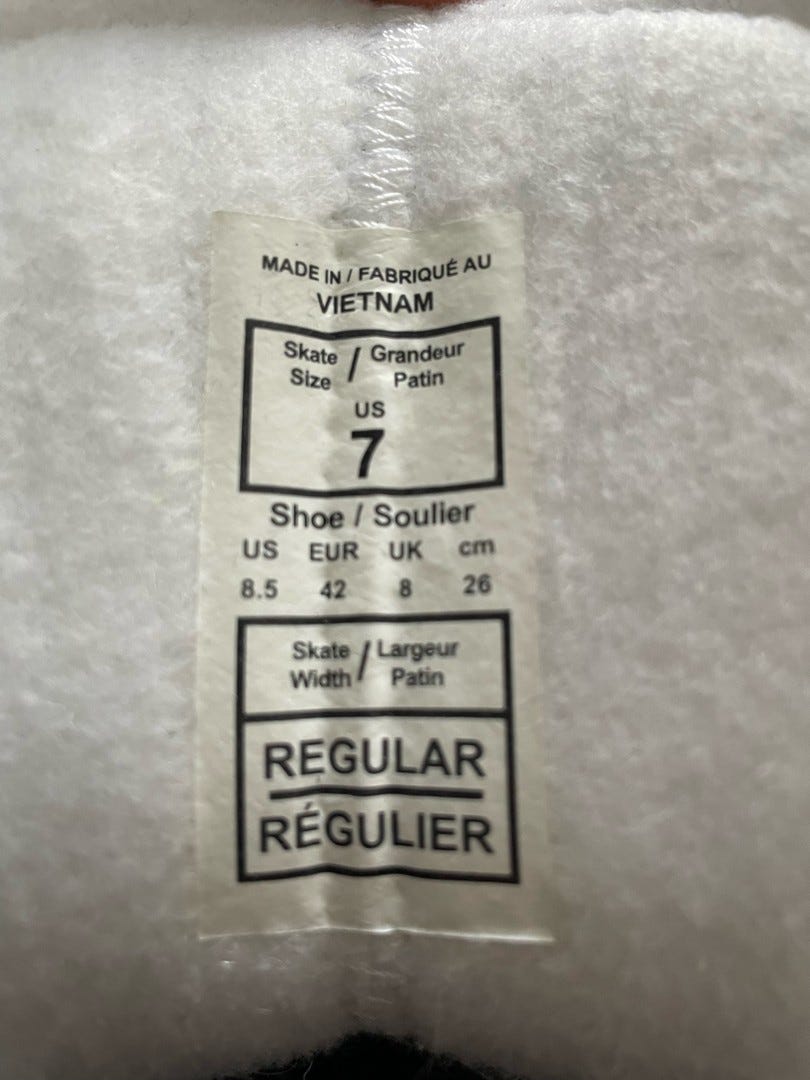 MADE IN / FABRIQUÉ AU
VIETNAM
Skate / Grandeur
Size Patin
US
7
Shoe / Soulier
US EUR UK cm
8.5 42 8 26
Skate / Largeur
Width Patin
REGULAR
RÉGULIER